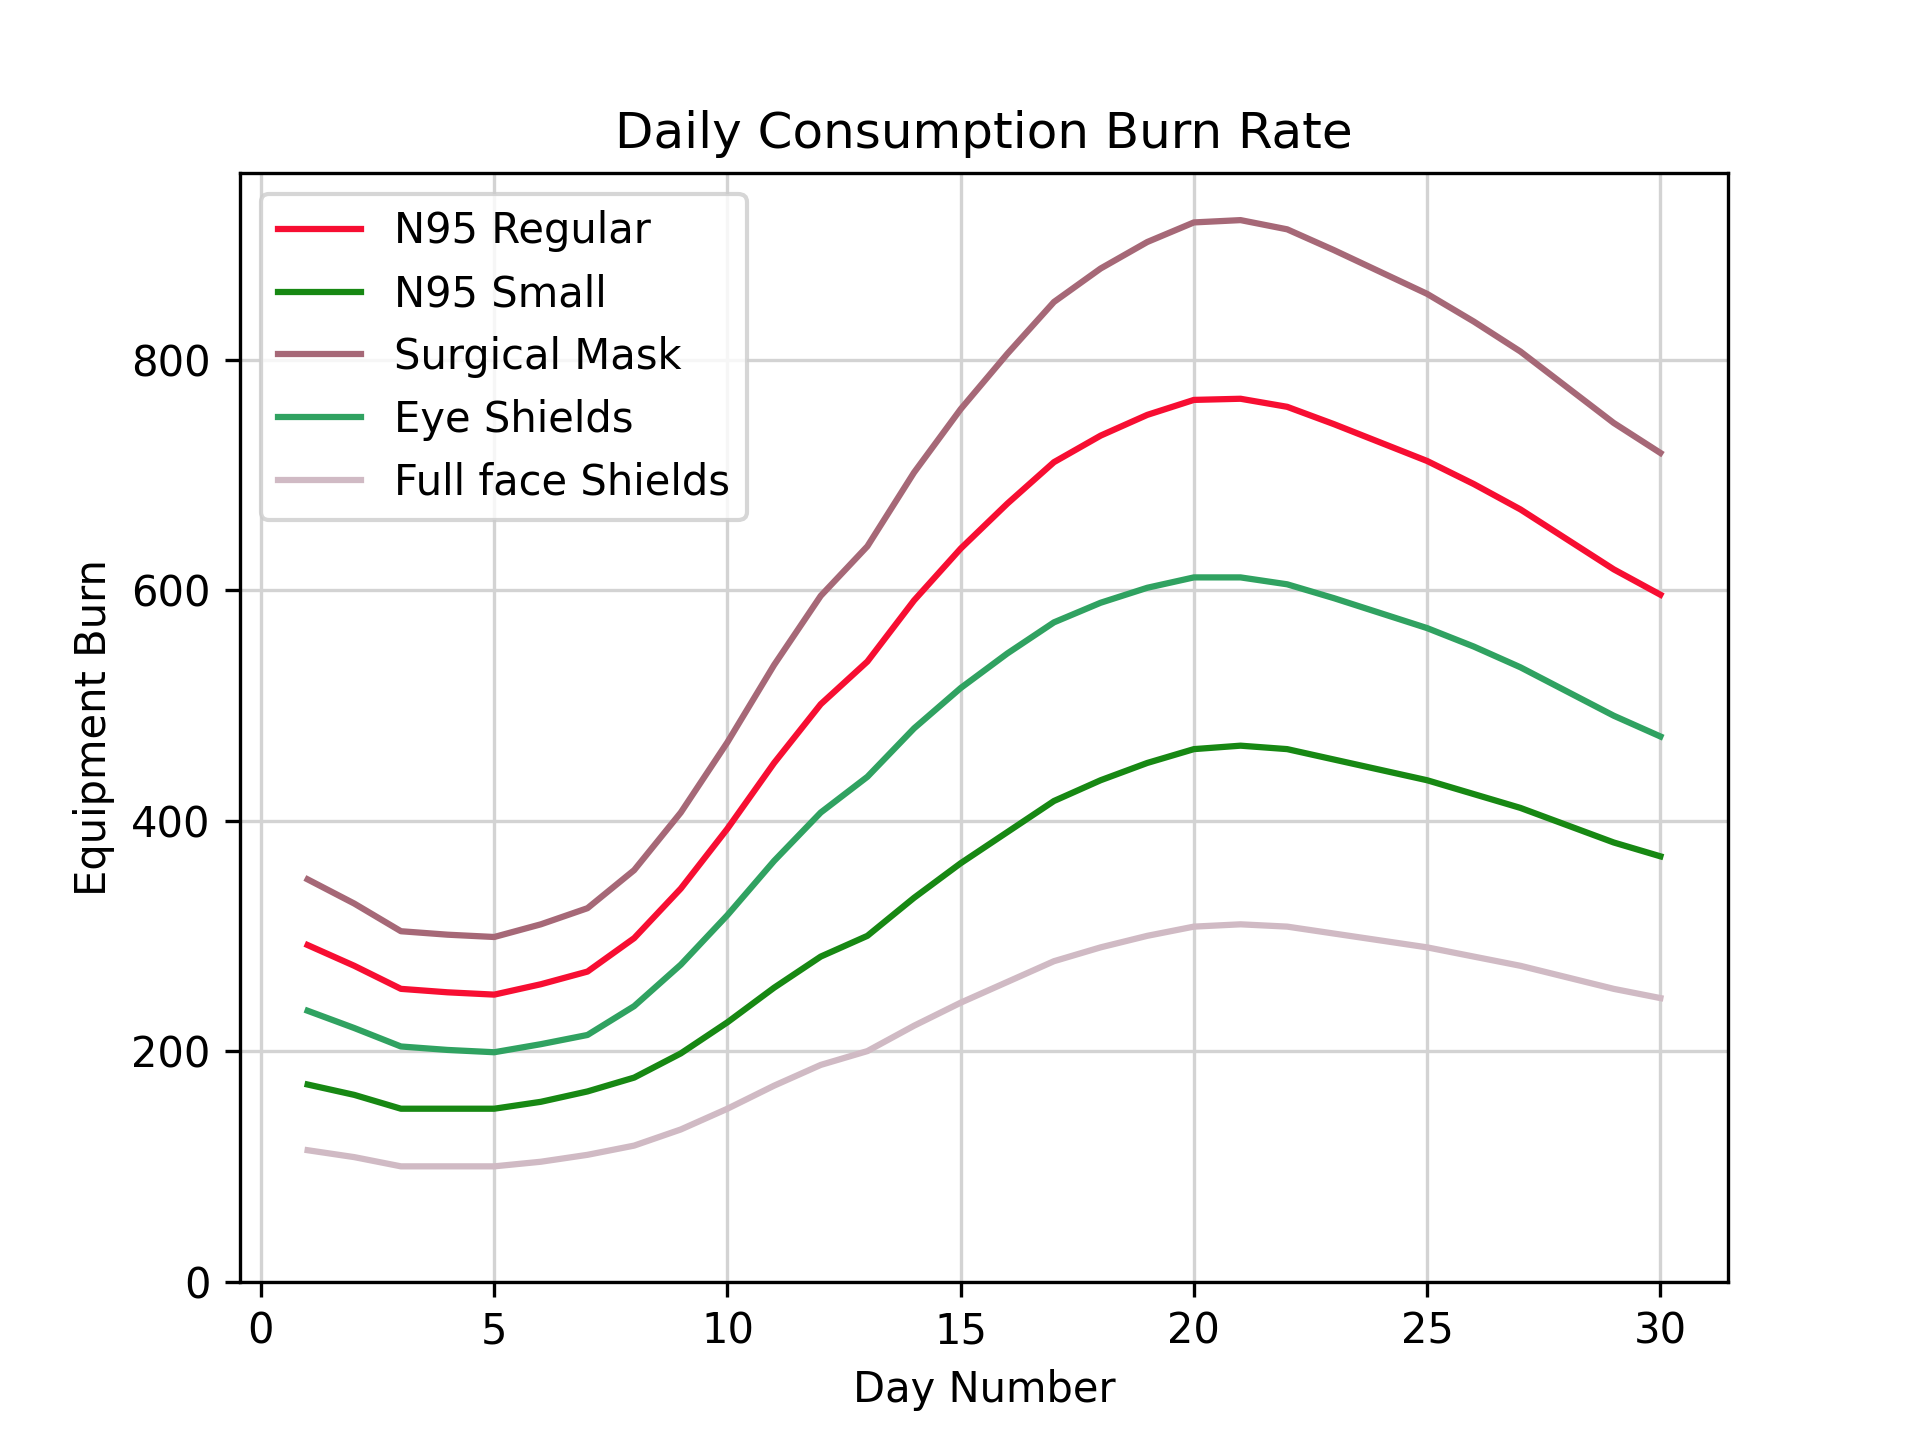 Daily Consumption Burn Rate
N95 Regular
N95 Small
Surgical Mask
Eye Shields
Full face Shields
Equipment Burn
800
600
400
200
0
0 5 10 15 20 25 30
Day Number